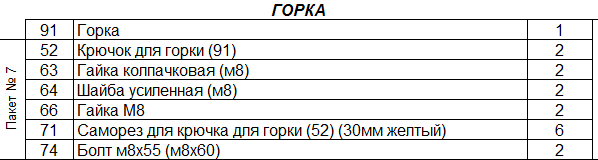 ГОРКА
91 Горка 1
Пакет № 7
52 Крючок для горки (91) 2
63 Гайка колпачковая (м8) 2
64 Шайба усиленная (м8) 2
66 Гайка М8 2
71 Саморез для крючка для горки (52) (30мм желтый) 6
74 Болт м8х55 (м8х60) 2